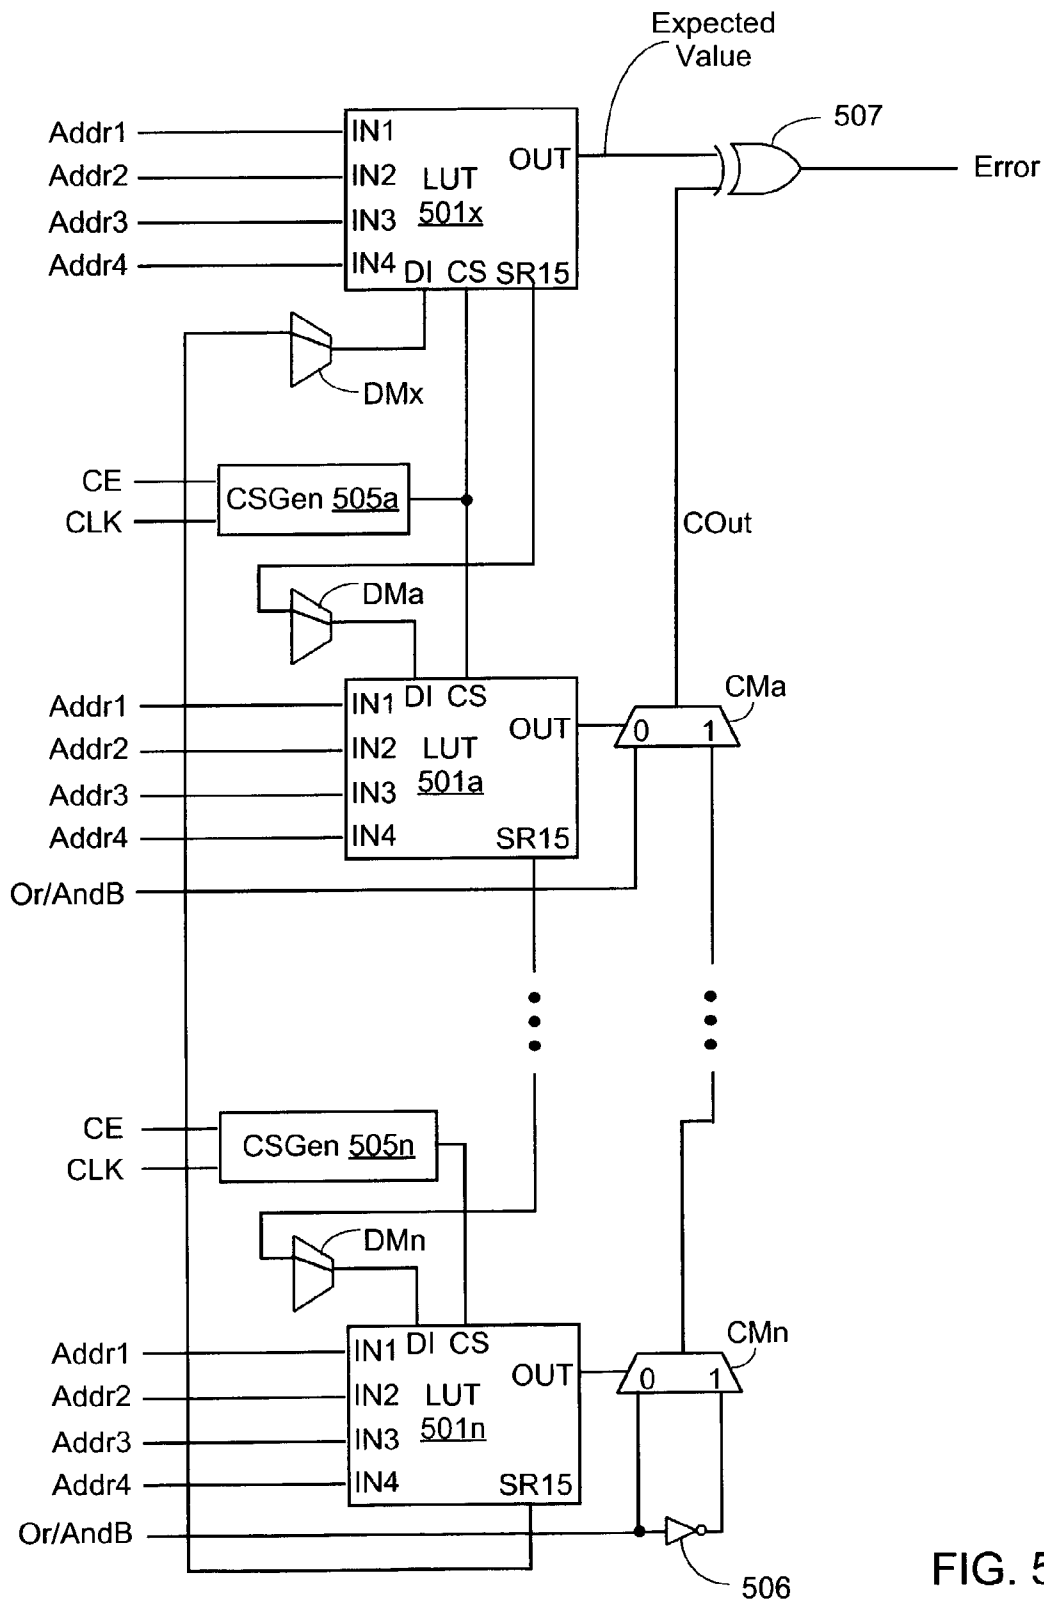 Expected
Value
507
Addr1
IN1
OUT
Error
Addr2
IN2
LUT
501x
Addr3
IN3
Addr4
IN4
DI
CS
SR15
DMx
CE
CLK
CSGen 505a
COut
DMa
CMa
Addr1
IN1
DI
CS
OUT
0
1
Addr2
IN2
LUT
501a
Addr3
IN3
Addr4
IN4
SR15
Or/AndB
CE
CLK
CSGen 505n
DMn
CMn
Addr1
IN1
DI
CS
OUT
0
1
Addr2
IN2
LUT
501n
Addr3
IN3
Addr4
IN4
SR15
Or/AndB
506
FIG. 5